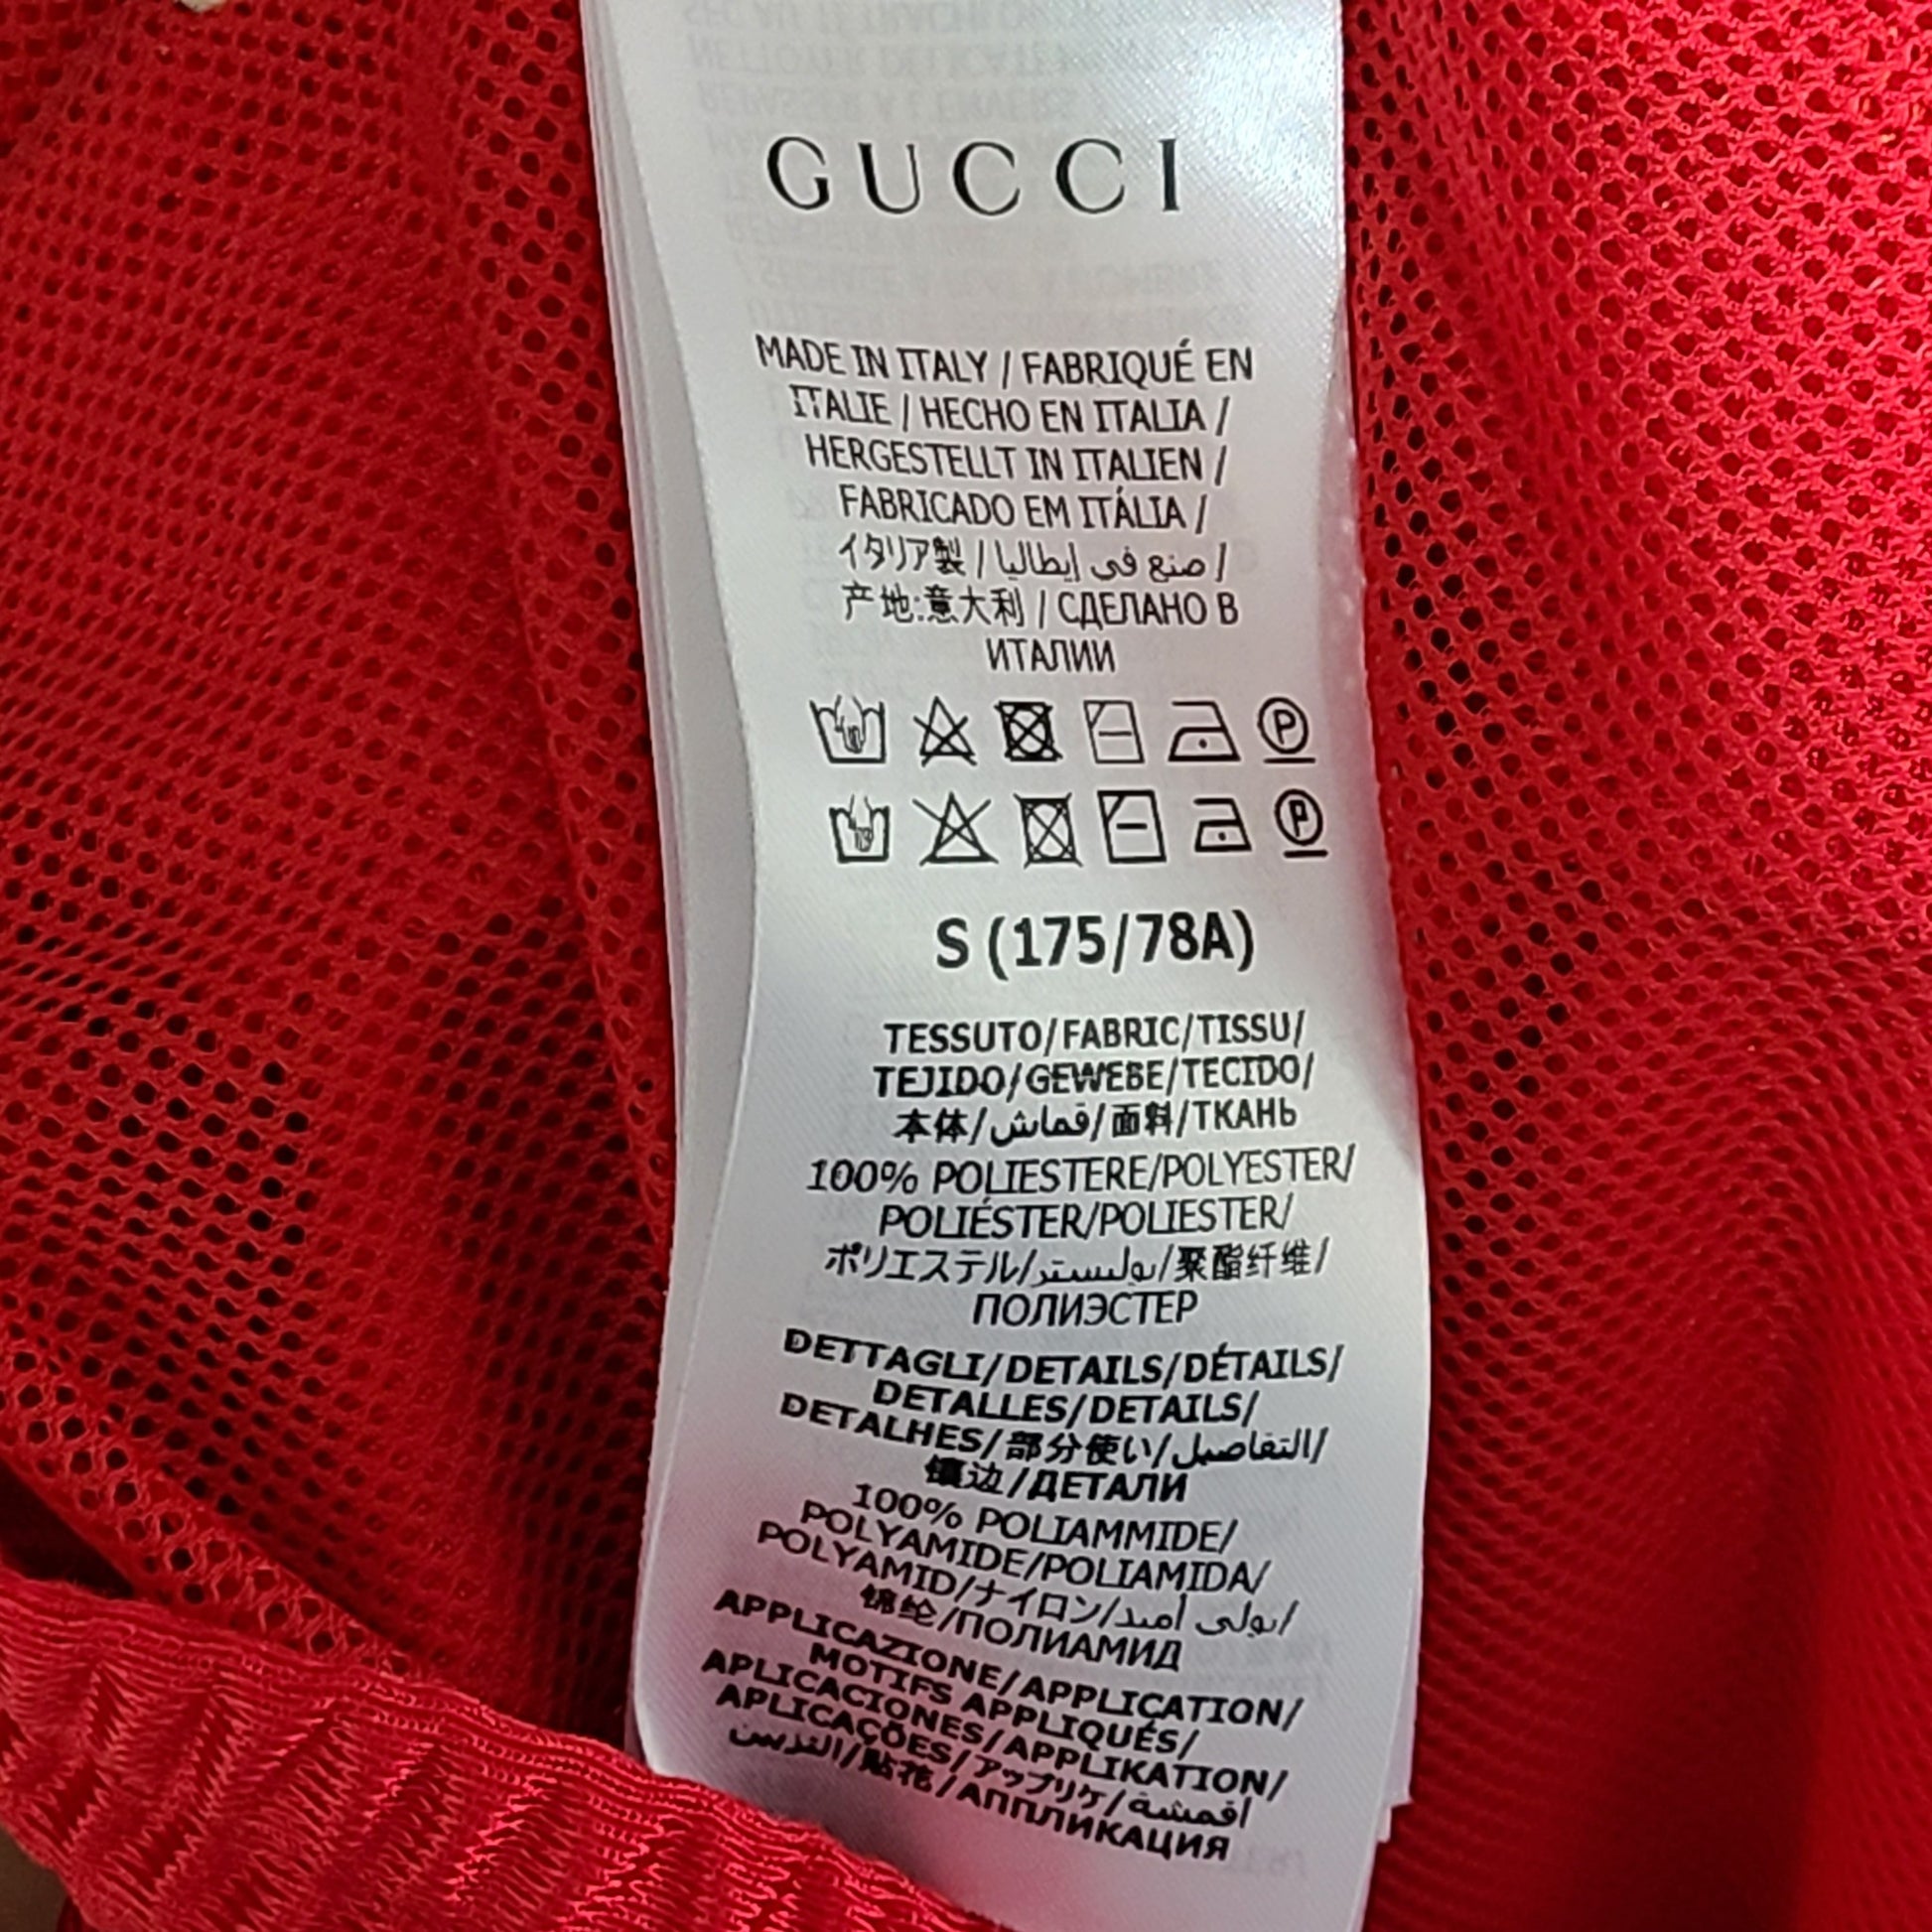 GUCCI
MADE IN ITALY / FABRIQUÉ EN
ITALIE / HECHO EN ITALIA /
HERGESTELLT IN ITALIEN /
FABRICADO EM ITÁLIA /
イタリア製 / صنع في إيطاليا /
产地:意大利 / СДЕЛАНО В
ИТАЛИИ
P
P
S (175/78A)
TESSUTO/FABRIC/TISSU/
TEJIDO/GEWEBE/TECIDO/
本体/قماش/面料/ТКАНЬ
100% POLIESTERE/POLYESTER/
POLIÉSTER/POLIESTER/
ポリエステル/بوليستر/聚酯纤维/
ПОЛИЭСТЕР
DETTAGLI/DETAILS/DÉTAILS/
DETALLES/DETAILS/
DETALHES/部分使い/التفاصيل/
镶边/ДЕТАЛИ
100% POLIAMMIDE/
POLYAMIDE/POLIAMIDA/
POLYAMID/ナイロン/بولي أميد/
锦纶/ПОЛИАМИД
APPLICAZIONE/APPLICATION/
MOTIFS APPLIQUÉS/
APLICACIONES/APPLIKATION/
APLICAÇÕES/アップリケ/اقمشة
التزيين/贴花/АППЛИКАЦИЯ